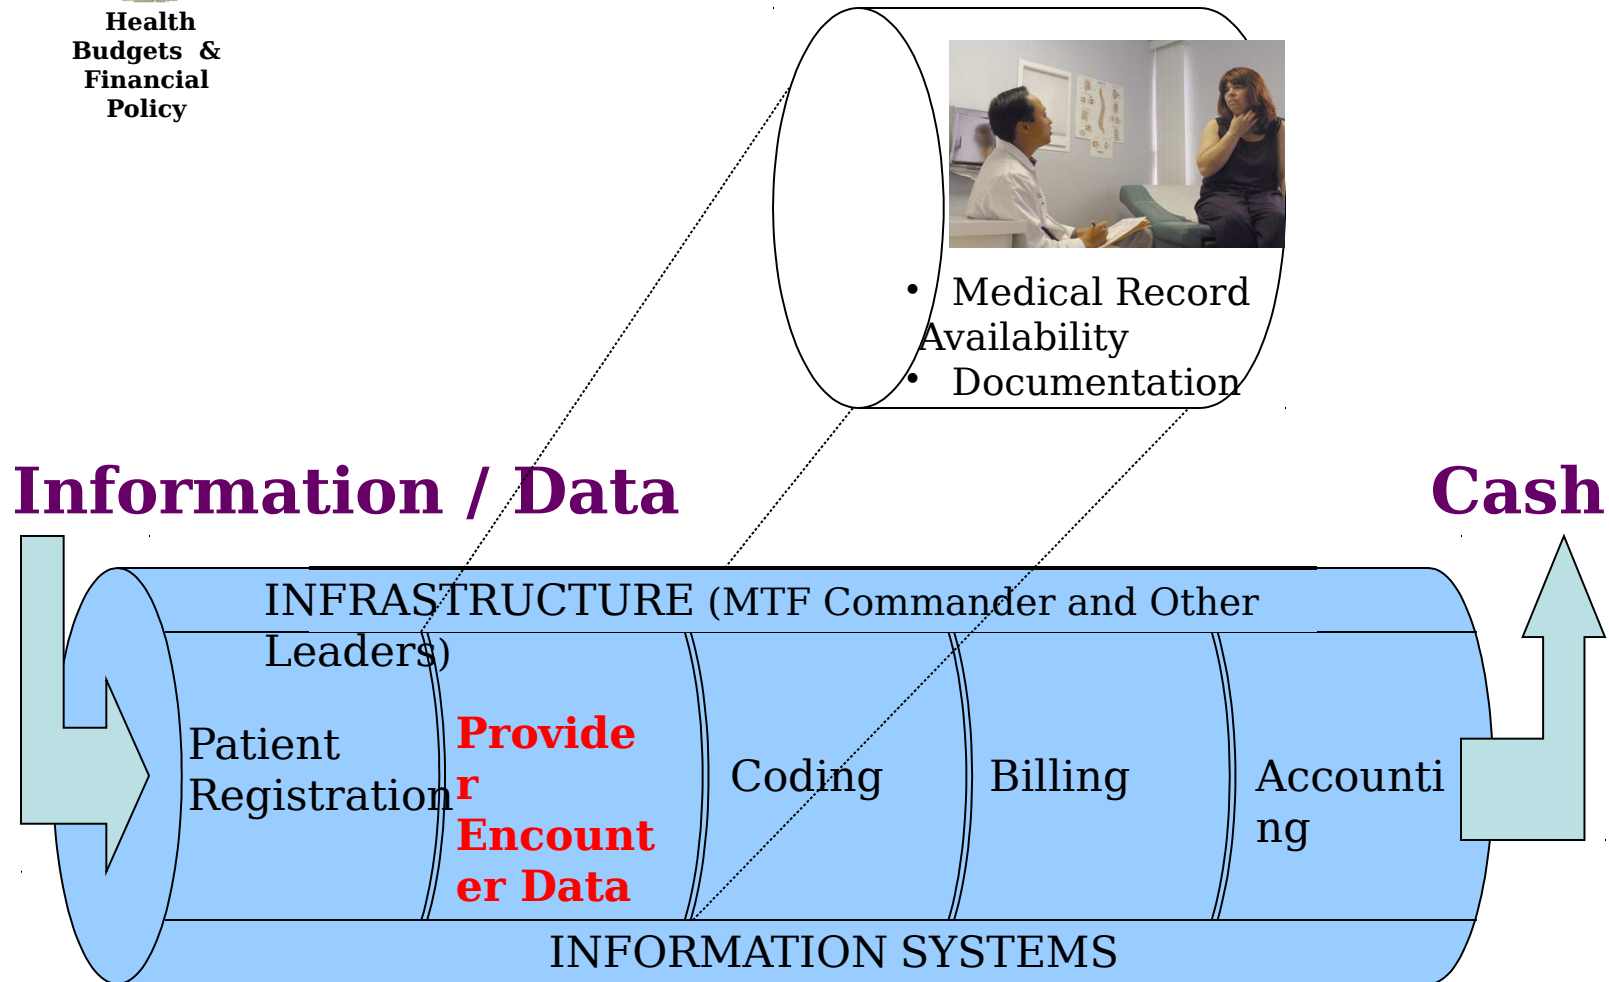 Health
Budgets & 
Financial
Policy
• Medical Record
Availability
• Documentation
Information / Data
Cash
INFRASTRUCTURE (MTF Commander and Other
Leaders)
Patient
Registration
Provide
r
Encount
er Data
Coding
Billing
Accounti
ng
INFORMATION SYSTEMS